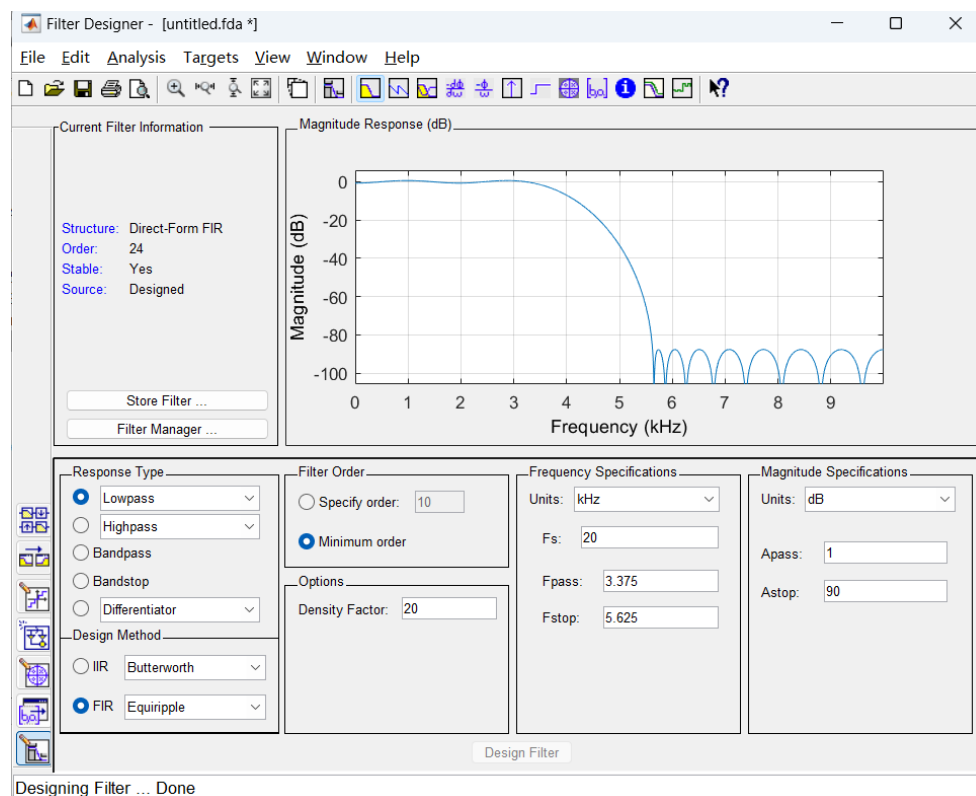 Filter Designer - [untitled.fda *]
File Edit Analysis Targets View Window Help
Current Filter Information
Structure: Direct-Form FIR
Order: 24
Stable: Yes
Source: Designed
Store Filter ...
Filter Manager ...
Magnitude Response (dB)
Magnitude (dB)
0
-20
-40
-60
-80
-100
0 1 2 3 4 5 6 7 8 9
Frequency (kHz)
Response Type
Lowpass
Highpass
Bandpass
Bandstop
Differentiator
Design Method
IIR Butterworth
FIR Equiripple
Filter Order
Specify order: 10
Minimum order
Options
Density Factor: 20
Frequency Specifications
Units: kHz
Fs: 20
Fpass: 3.375
Fstop: 5.625
Magnitude Specifications
Units: dB
Apass: 1
Astop: 90
Design Filter
Designing Filter ... Done